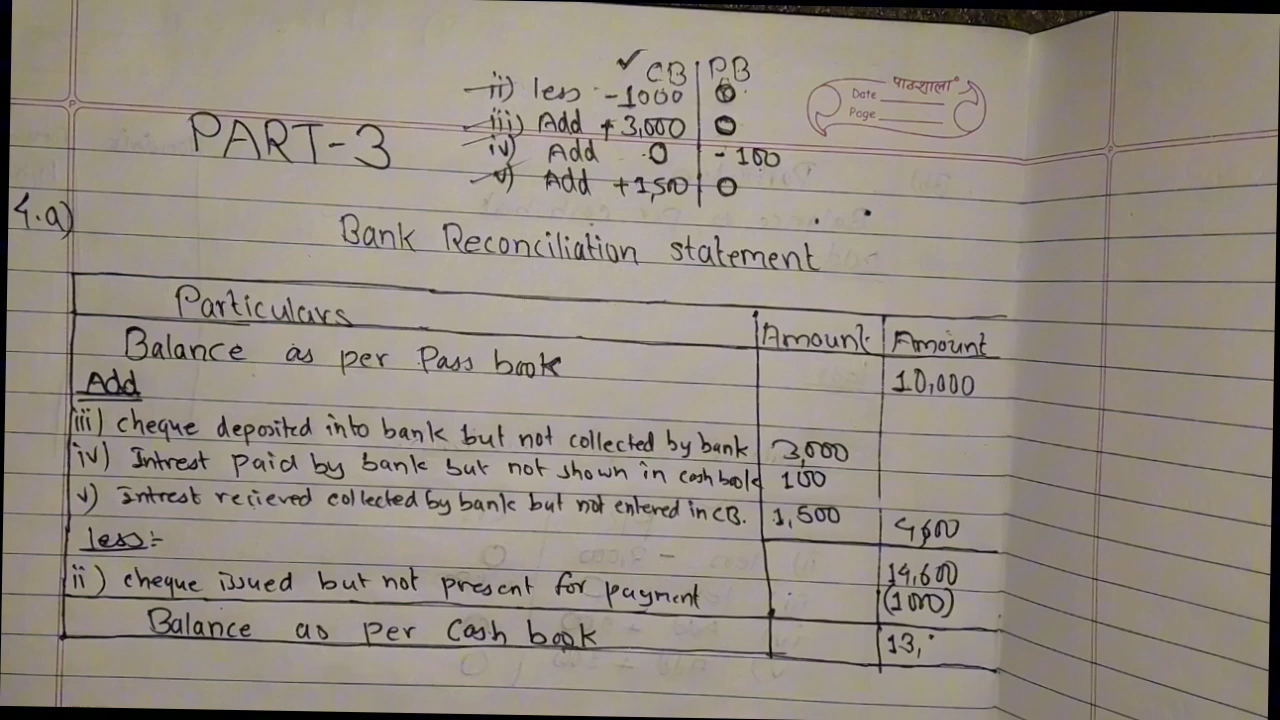 ✓ CB | PB
ii) less -1000 | 0
iii) Add +3,000 | 0
iv) Add 0 | -100
v) Add +1,500 | 0
पाठशाला
Date
Page
PART-3
4.a)
Bank Reconciliation statement
Particulars Amount Amount
Balance as per Pass book 10,000
Add
iii) cheque deposited into bank but not collected by bank 3,000
iv) Intrest paid by bank but not shown in cash book 100
v) Intrest recieved collected by bank but not entered in CB. 1,500 4,600
less:-
14,600
ii) cheque issued but not present for payment (1000)
Balance as per Cash book 13,